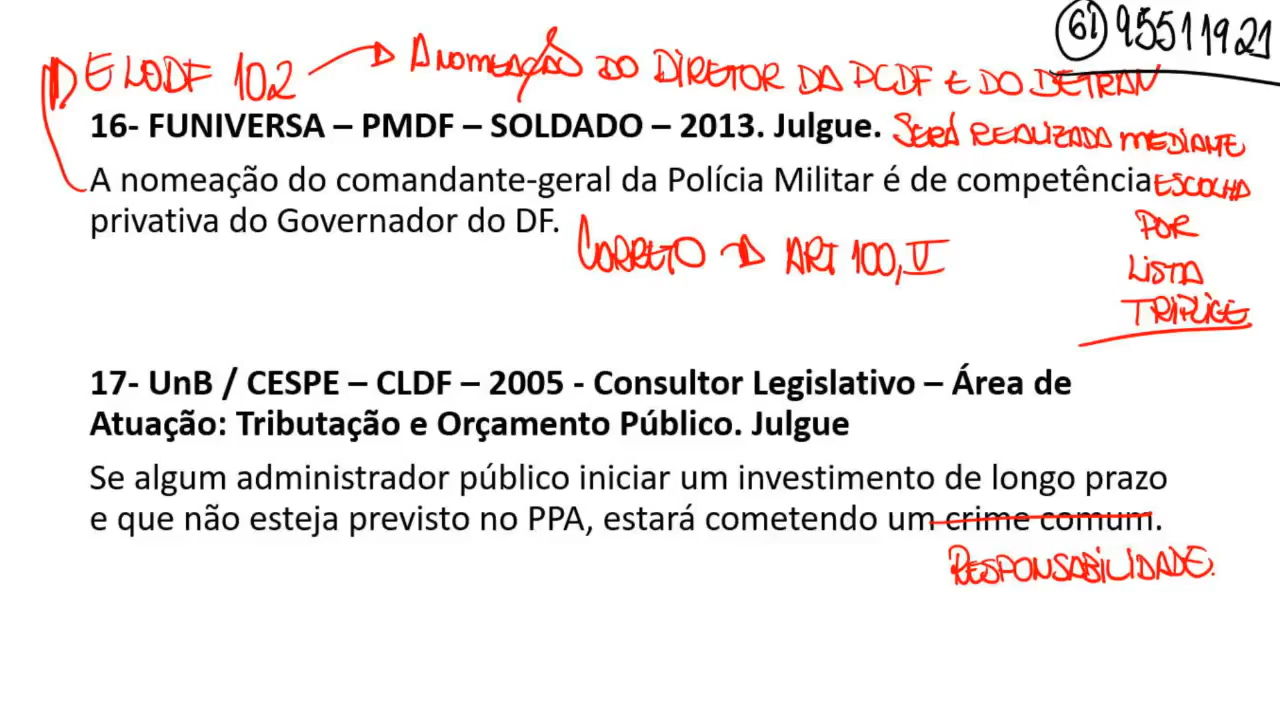 (61) 95511921
E LODF 102 → A NOMEAÇÃO DO DIRETOR DA PCDF E DO DETRAN
16- FUNIVERSA – PMDF – SOLDADO – 2013. Julgue. SERÁ REALIZADA MEDIANTE
A nomeação do comandante-geral da Polícia Militar é de competência ESCOLHA
privativa do Governador do DF.
POR
CORRETO → ART 100, V
LISTA
TRÍPLICE
17- UnB / CESPE – CLDF – 2005 - Consultor Legislativo – Área de
Atuação: Tributação e Orçamento Público. Julgue
Se algum administrador público iniciar um investimento de longo prazo
e que não esteja previsto no PPA, estará cometendo um crime comum.
RESPONSABILIDADE.